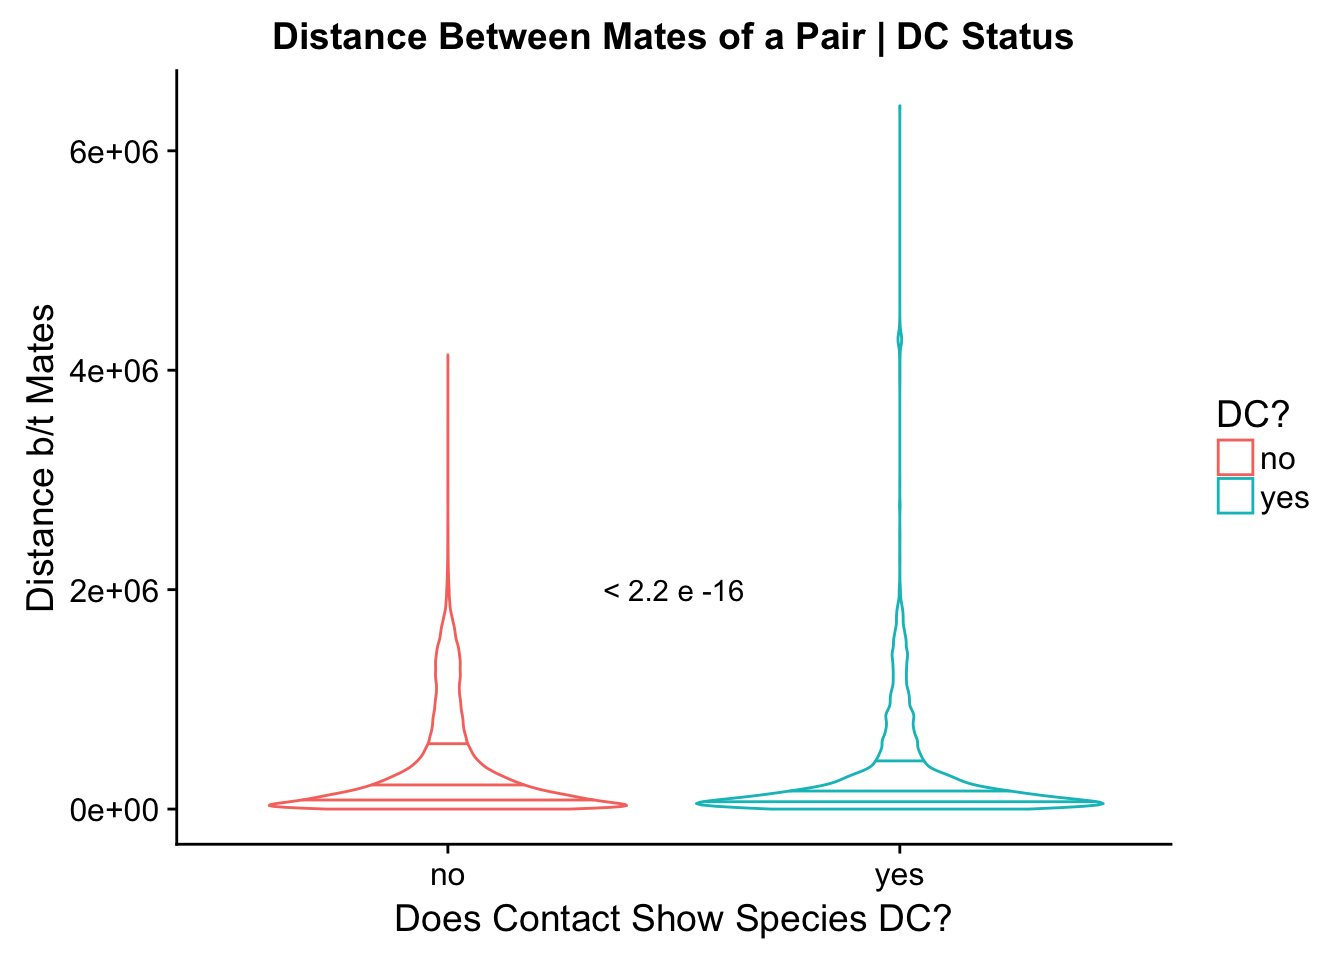 Distance Between Mates of a Pair | DC Status
Distance b/t Mates
6e+06
4e+06
2e+06
0e+00
< 2.2 e -16
no
yes
Does Contact Show Species DC?
DC?
no
yes